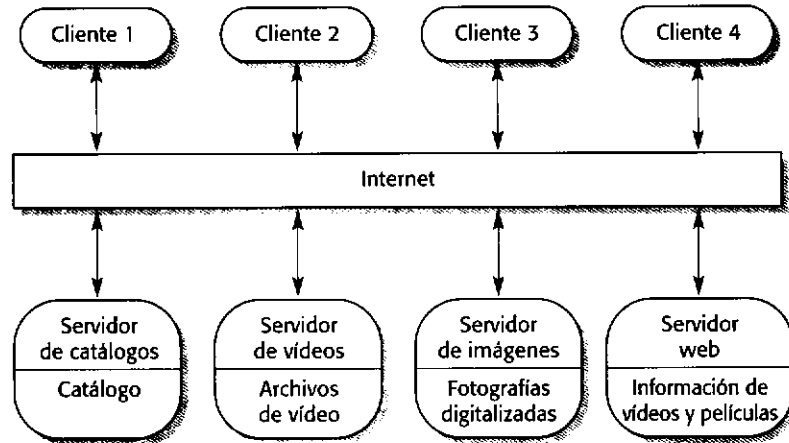 Cliente 1
Cliente 2
Cliente 3
Cliente 4
Internet
Servidor
de catálogos
Catálogo
Servidor
de vídeos
Archivos
de vídeo
Servidor
de imágenes
Fotografías
digitalizadas
Servidor
web
Información de
vídeos y películas